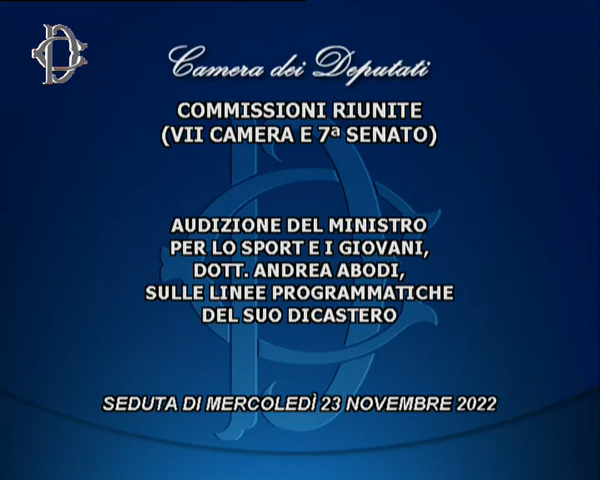 Camera dei Deputati
COMMISSIONI RIUNITE
(VII CAMERA E 7ª SENATO)
AUDIZIONE DEL MINISTRO
PER LO SPORT E I GIOVANI,
DOTT. ANDREA ABODI,
SULLE LINEE PROGRAMMATICHE
DEL SUO DICASTERO
SEDUTA DI MERCOLEDÌ 23 NOVEMBRE 2022